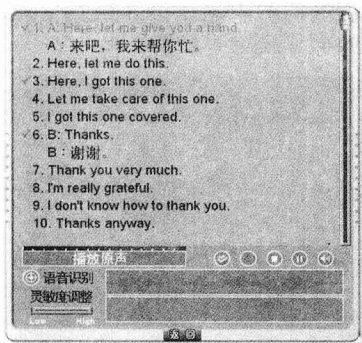 ✓1. A: Here, let me give you a hand.
A：来吧，我来帮你忙。
2. Here, let me do this.
✓3. Here, I got this one.
4. Let me take care of this one.
5. I got this one covered.
✓6. B: Thanks.
B：谢谢。
7. Thank you very much.
8. I'm really grateful.
9. I don't know how to thank you.
10. Thanks anyway.
播放原声
语音识别
灵敏度调整
Low High
返回